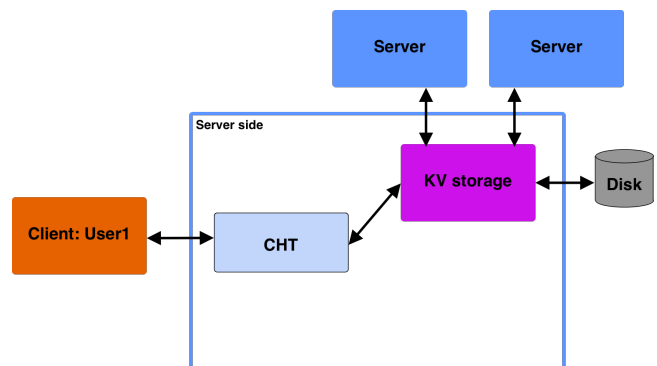 Server
Server
Server side
KV storage
Disk
Client: User1
CHT